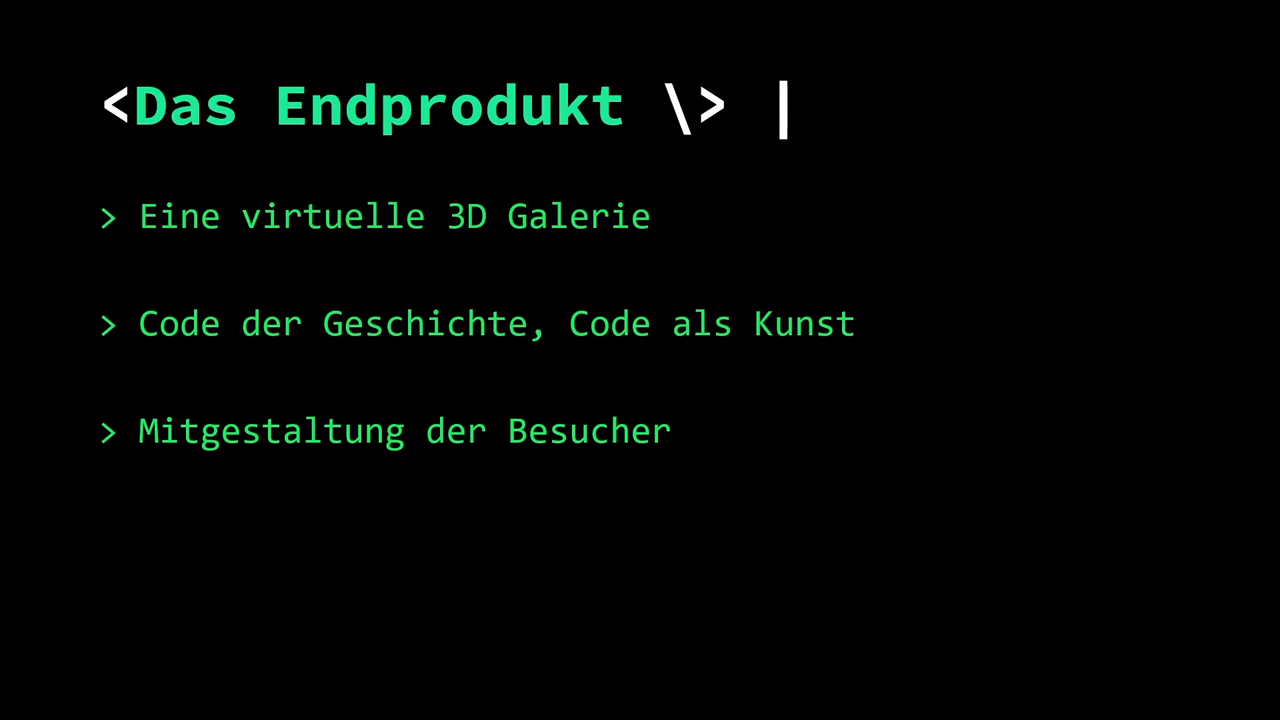 <Das Endprodukt \> |
> Eine virtuelle 3D Galerie
> Code der Geschichte, Code als Kunst
> Mitgestaltung der Besucher